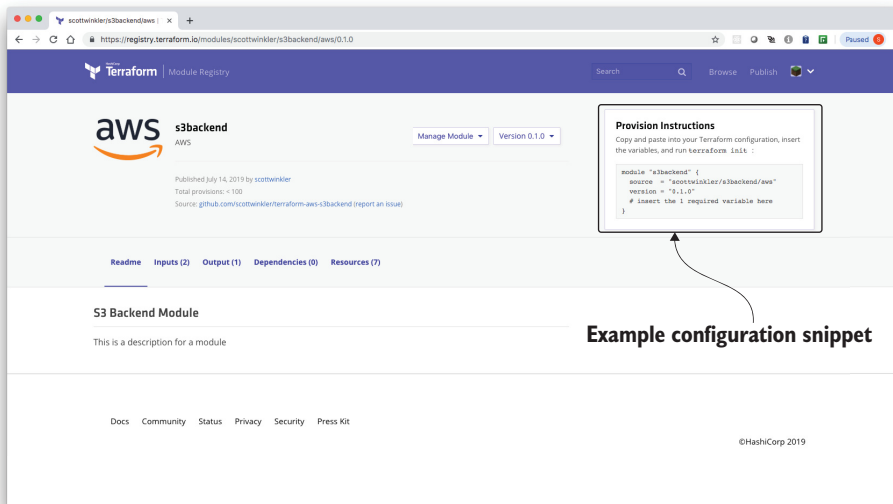 scottwinkler/s3backend/aws |
https://registry.terraform.io/modules/scottwinkler/s3backend/aws/0.1.0
Paused
HashiCorp
Terraform
Module Registry
Search
Browse
Publish
aws
s3backend
AWS
Manage Module
Version 0.1.0
Published July 14, 2019 by scottwinkler
Total provisions: < 100
Source: github.com/scottwinkler/terraform-aws-s3backend (report an issue)
Provision Instructions
Copy and paste into your Terraform configuration, insert
the variables, and run terraform init :
module "s3backend" {
source = "scottwinkler/s3backend/aws"
version = "0.1.0"
# insert the 1 required variable here
}
Readme Inputs (2) Output (1) Dependencies (0) Resources (7)
S3 Backend Module
This is a description for a module
Example configuration snippet
Docs Community Status Privacy Security Press Kit
©HashiCorp 2019